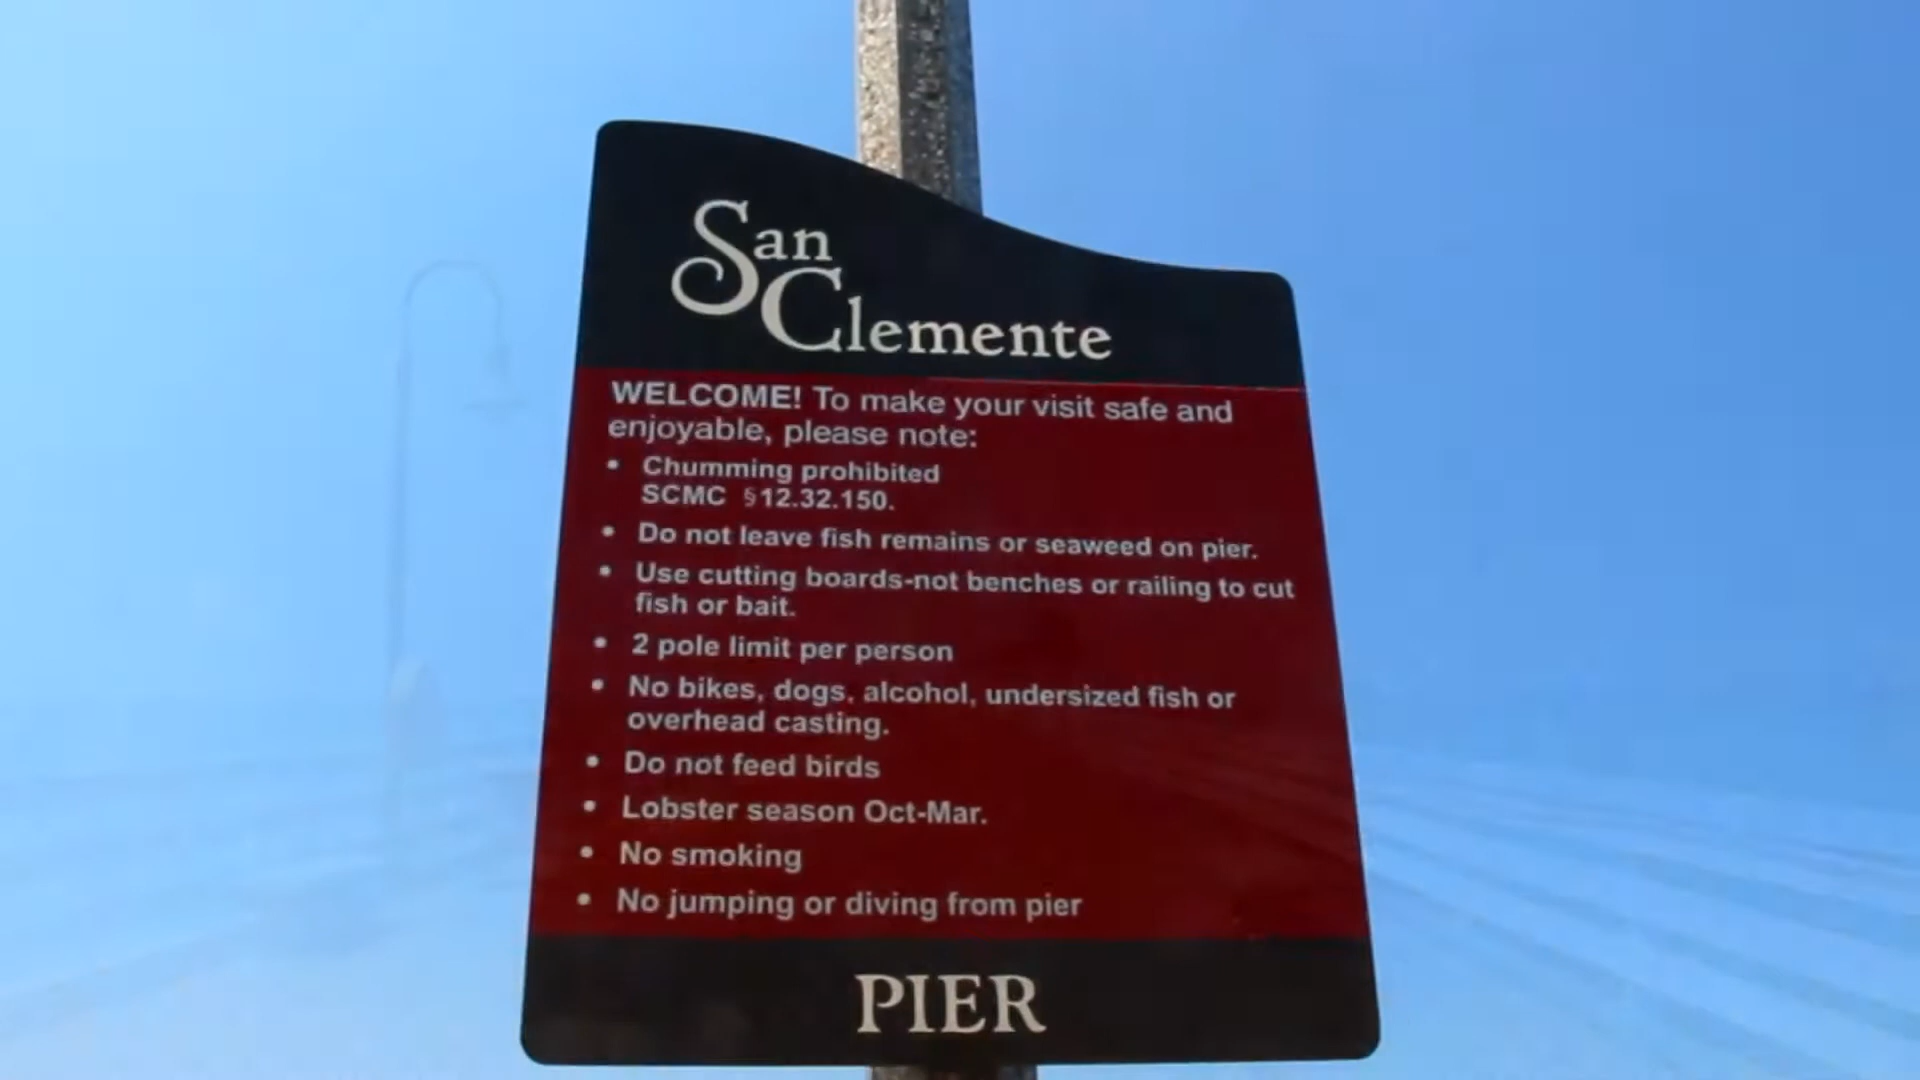 San
Clemente
WELCOME! To make your visit safe and
enjoyable, please note:
• Chumming prohibited
SCMC §12.32.150.
• Do not leave fish remains or seaweed on pier.
• Use cutting boards-not benches or railing to cut
fish or bait.
• 2 pole limit per person
• No bikes, dogs, alcohol, undersized fish or
overhead casting.
• Do not feed birds
• Lobster season Oct-Mar.
• No smoking
• No jumping or diving from pier
PIER